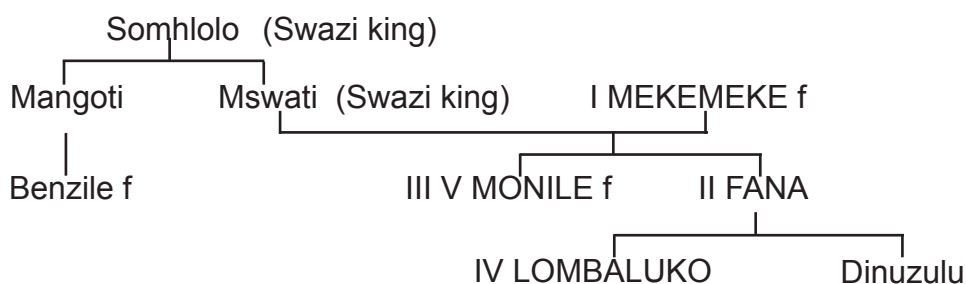 Somhlolo (Swazi king)
Mangoti Mswati (Swazi king) I MEKEMEKE f
Benzile f III V MONILE f II FANA
IV LOMBALUKO Dinuzulu